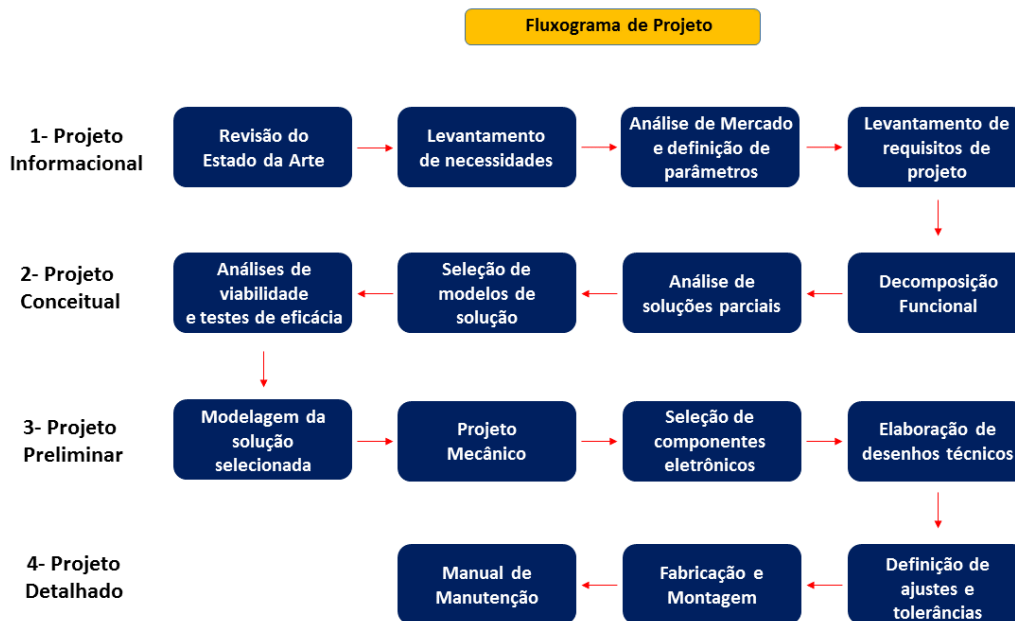 Fluxograma de Projeto
1- Projeto
Informacional
Revisão do
Estado da Arte
Levantamento
de necessidades
Análise de Mercado
e definição de
parâmetros
Levantamento de
requisitos de
projeto
2- Projeto
Conceitual
Análises de
viabilidade
e testes de eficácia
Seleção de
modelos de
solução
Análise de
soluções parciais
Decomposição
Funcional
3- Projeto
Preliminar
Modelagem da
solução
selecionada
Projeto
Mecânico
Seleção de
componentes
eletrônicos
Elaboração de
desenhos técnicos
4- Projeto
Detalhado
Manual de
Manutenção
Fabricação e
Montagem
Definição de
ajustes e
tolerâncias